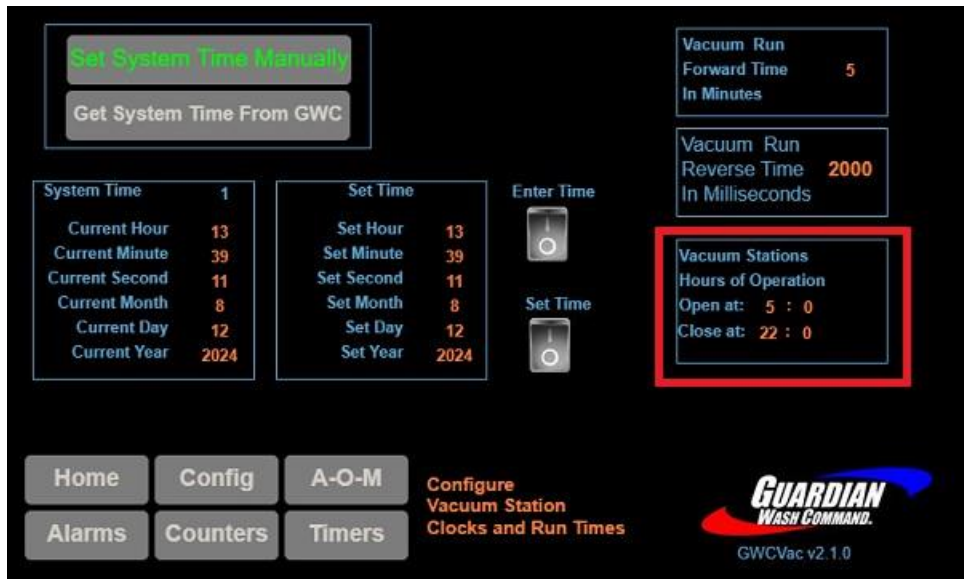 Set System Time Manually
Get System Time From GWC
Vacuum Run
Forward Time 5
In Minutes
Vacuum Run
Reverse Time 2000
In Milliseconds
System Time 1
Current Hour 13
Current Minute 39
Current Second 11
Current Month 8
Current Day 12
Current Year 2024
Set Time
Set Hour 13
Set Minute 39
Set Second 11
Set Month 8
Set Day 12
Set Year 2024
Enter Time
Set Time
Vacuum Stations
Hours of Operation
Open at: 5 : 0
Close at: 22 : 0
Home Config A-O-M
Alarms Counters Timers
Configure
Vacuum Station
Clocks and Run Times
GUARDIAN
WASH COMMAND.
GWCVac v2.1.0